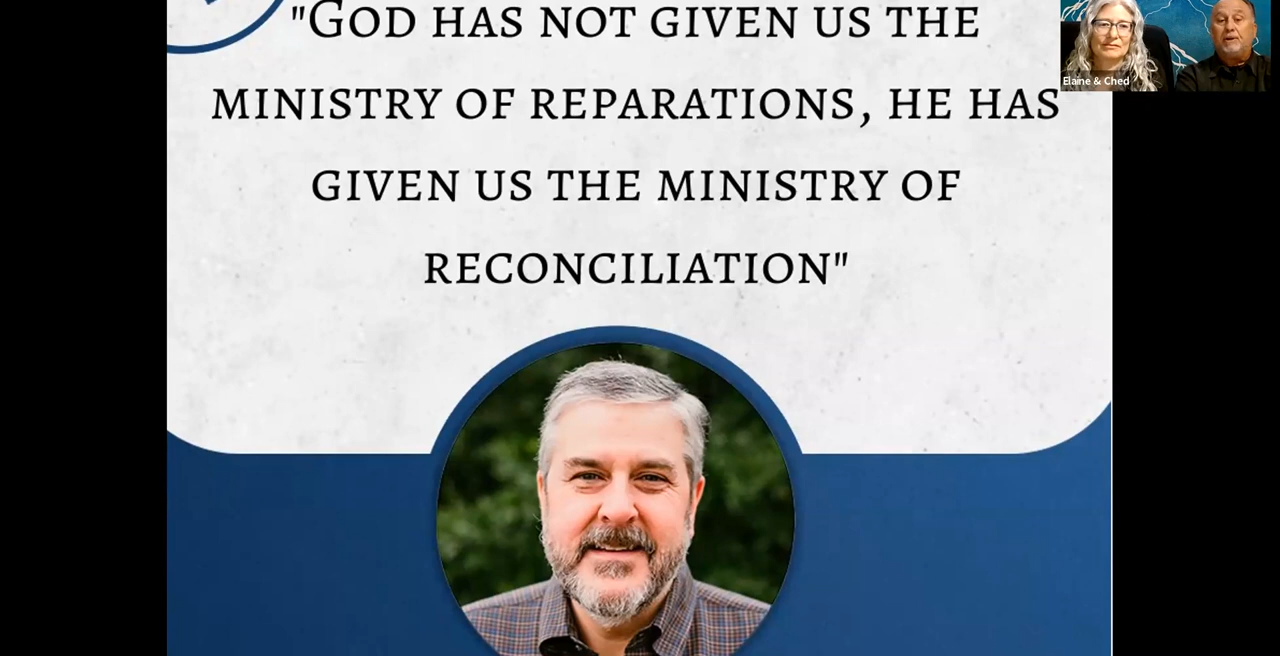 "God has not given us the
ministry of reparations, he has
given us the ministry of
reconciliation"
Elaine & Ched